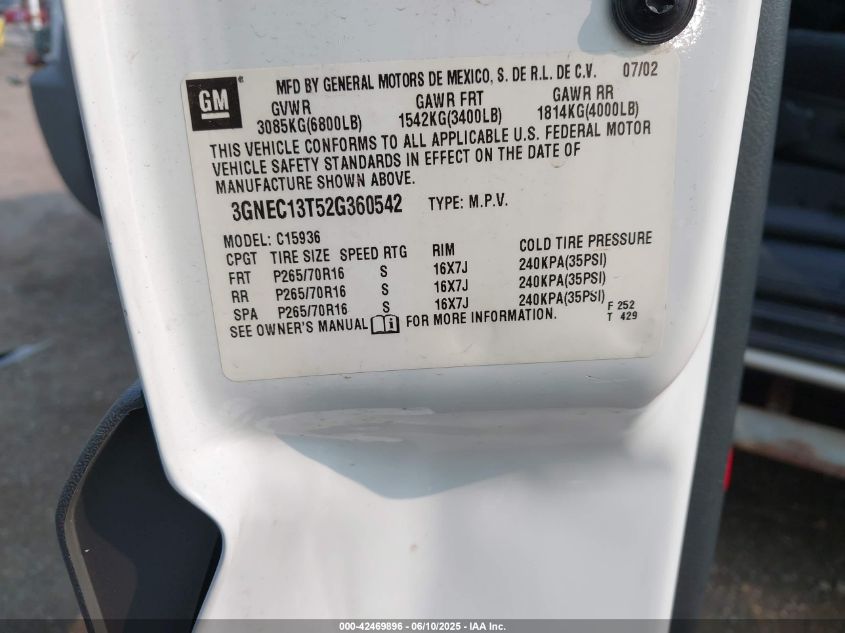 GM
MFD BY GENERAL MOTORS DE MEXICO, S. DE R.L. DE C.V. 07/02
GVWR GAWR FRT GAWR RR
3085KG(6800LB) 1542KG(3400LB) 1814KG(4000LB)
THIS VEHICLE CONFORMS TO ALL APPLICABLE U.S. FEDERAL MOTOR
VEHICLE SAFETY STANDARDS IN EFFECT ON THE DATE OF
MANUFACTURE SHOWN ABOVE.
3GNEC13T52G360542 TYPE: M.P.V.
MODEL: C15936
CPGT TIRE SIZE SPEED RTG RIM COLD TIRE PRESSURE
FRT P265/70R16 S 16X7J 240KPA(35PSI)
RR P265/70R16 S 16X7J 240KPA(35PSI)
SPA P265/70R16 S 16X7J 240KPA(35PSI)
SEE OWNER'S MANUAL FOR MORE INFORMATION.
F 252
T 429
000-42469896 - 06/10/2025 - IAA Inc.